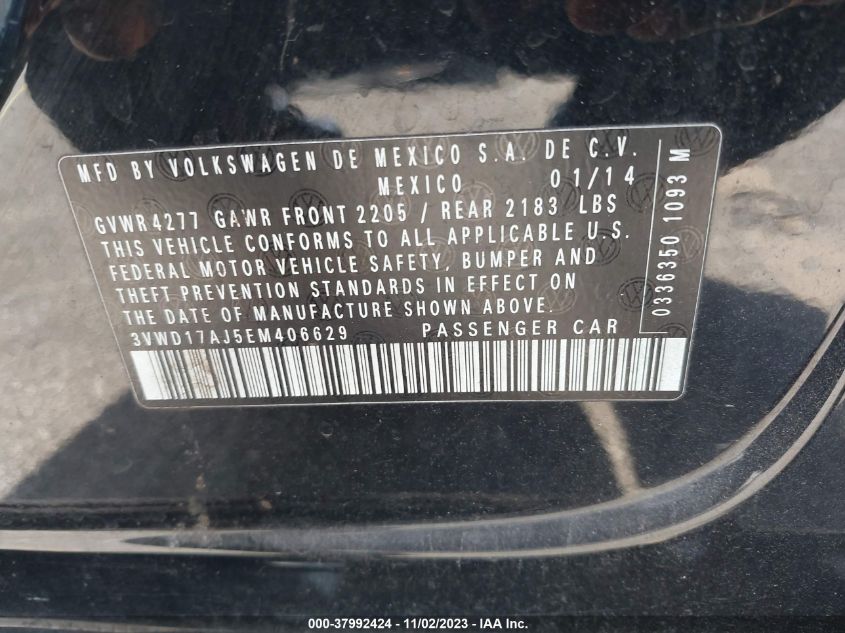 MFD BY VOLKSWAGEN DE MEXICO S.A. DE C.V.
MEXICO 01/14
GVWR4277 GAWR FRONT 2205 / REAR 2183 LBS
THIS VEHICLE CONFORMS TO ALL APPLICABLE U.S.
FEDERAL MOTOR VEHICLE SAFETY, BUMPER AND
THEFT PREVENTION STANDARDS IN EFFECT ON
THE DATE OF MANUFACTURE SHOWN ABOVE.
3VWD17AJ5EM406629 PASSENGER CAR
0336350 1093 M
000-37992424 - 11/02/2023 - IAA Inc.